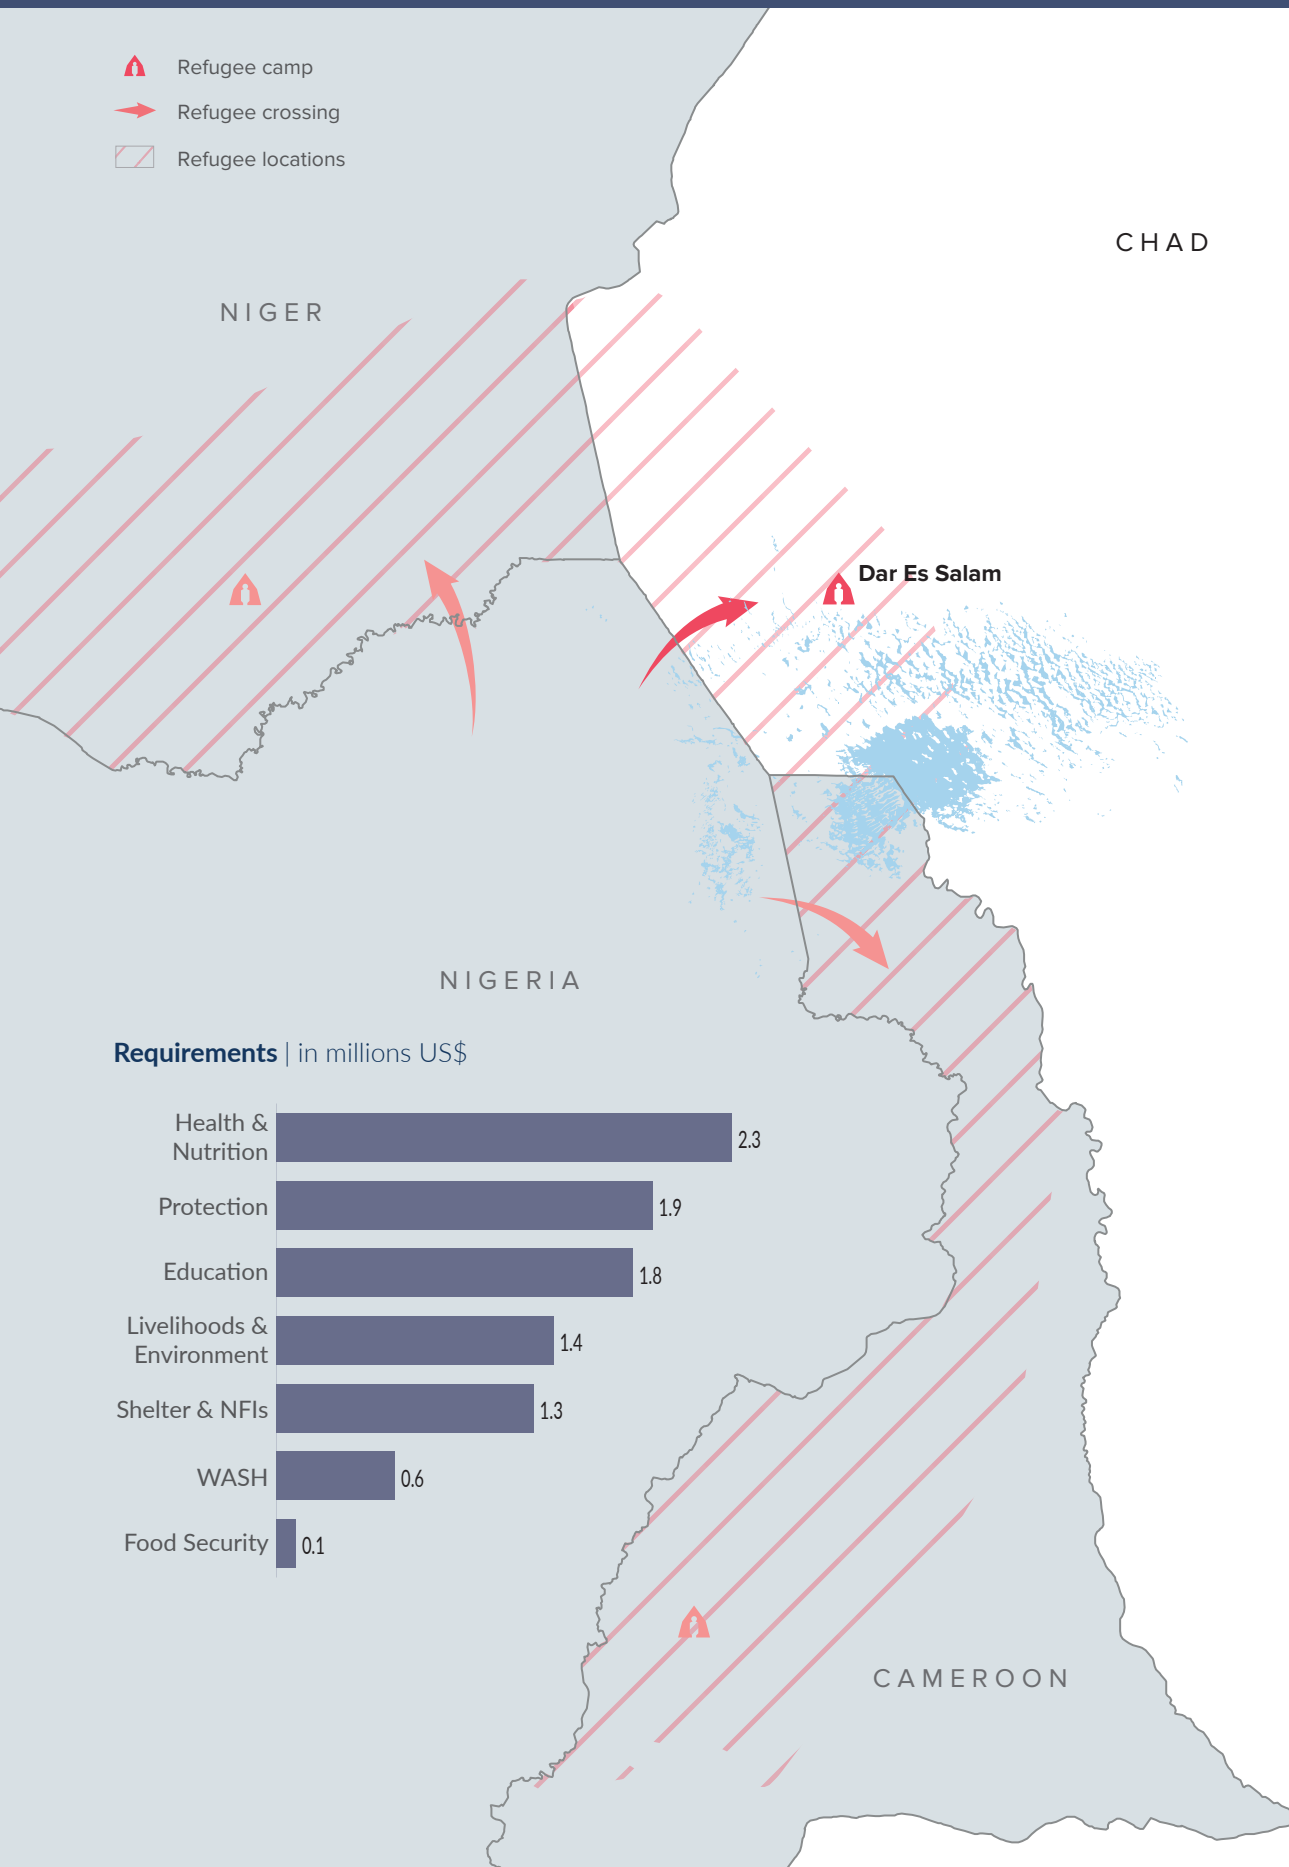 Refugee camp
Refugee crossing
Refugee locations
CHAD
NIGER
Dar Es Salam
NIGERIA
Requirements | in millions US$
Health &
Nutrition
2.3
Protection
1.9
Education
1.8
Livelihoods &
Environment
1.4
Shelter & NFIs
1.3
WASH
0.6
Food Security
0.1
CAMEROON